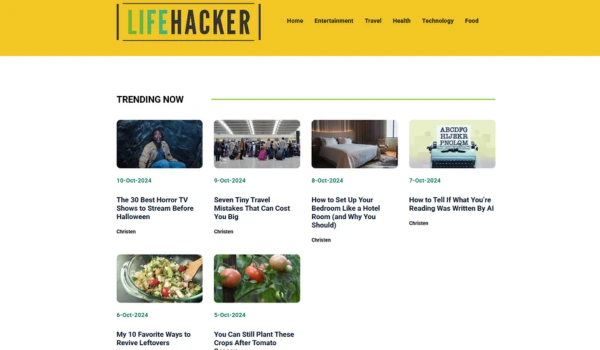 LIFEHACKER
Home Entertainment Travel Health Technology Food
TRENDING NOW
10-Oct-2024
The 30 Best Horror TV
Shows to Stream Before
Halloween
Christen
9-Oct-2024
Seven Tiny Travel
Mistakes That Can Cost
You Big
Christen
8-Oct-2024
How to Set Up Your
Bedroom Like a Hotel
Room (and Why You
Should)
Christen
ABCDFG
HIJEKR
PNOLQM
7-Oct-2024
How to Tell If What You're
Reading Was Written By AI
Christen
6-Oct-2024
My 10 Favorite Ways to
Revive Leftovers
5-Oct-2024
You Can Still Plant These
Crops After Tomato